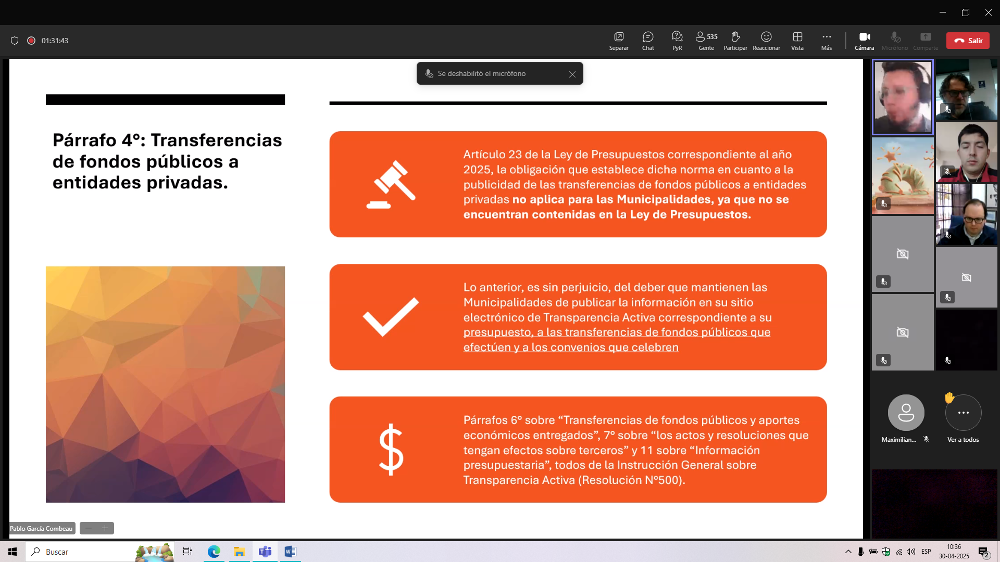 01:31:43
Separar
Chat
PyR
535
Gente
Participar
Reaccionar
Vista
Más
Cámara
Micrófono
Comparte
Salir
Se deshabilitó el micrófono
Párrafo 4°: Transferencias
de fondos públicos a
entidades privadas.
Artículo 23 de la Ley de Presupuestos correspondiente al año
2025, la obligación que establece dicha norma en cuanto a la
publicidad de las transferencias de fondos públicos a entidades
privadas no aplica para las Municipalidades, ya que no se
encuentran contenidas en la Ley de Presupuestos.
Lo anterior, es sin perjuicio, del deber que mantienen las
Municipalidades de publicar la información en su sitio
electrónico de Transparencia Activa correspondiente a su
presupuesto, a las transferencias de fondos públicos que
efectúen y a los convenios que celebren
$
Párrafos 6° sobre “Transferencias de fondos públicos y aportes
económicos entregados”, 7° sobre “los actos y resoluciones que
tengan efectos sobre terceros” y 11 sobre “Información
presupuestaria”, todos de la Instrucción General sobre
Transparencia Activa (Resolución N°500).
Maximilian...
Ver a todos
Pablo García Combeau
Buscar
ESP
10:36
30-04-2025
2